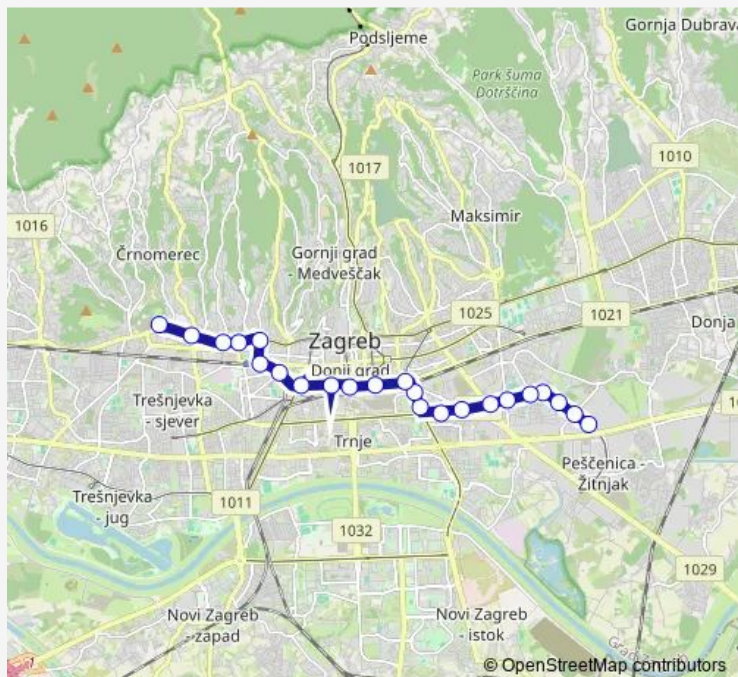 Gornja Dubrav
Podsljeme
Park šuma
Dotrščina
1010
1017
1016
Maksimir
Črnomerec
Gornji grad
- Medveščak
1025
1021
Zagreb
Donja
Donji grad
Trešnjevka
- sjever
Trnje
Peščenica -
Žitnjak
Trešnjevka
- jug
1011
1032
1029
Novi Zagreb
- zapad
Novi Zagreb
- istok
© OpenStreetMap contributors